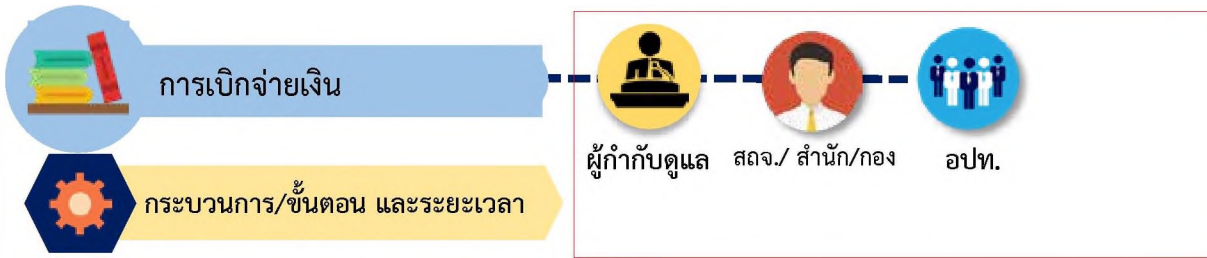 การเบิกจ่ายเงิน
ผู้กำกับดูแล
สถจ./ สำนัก/กอง
อปท.
กระบวนการ/ขั้นตอน และระยะเวลา